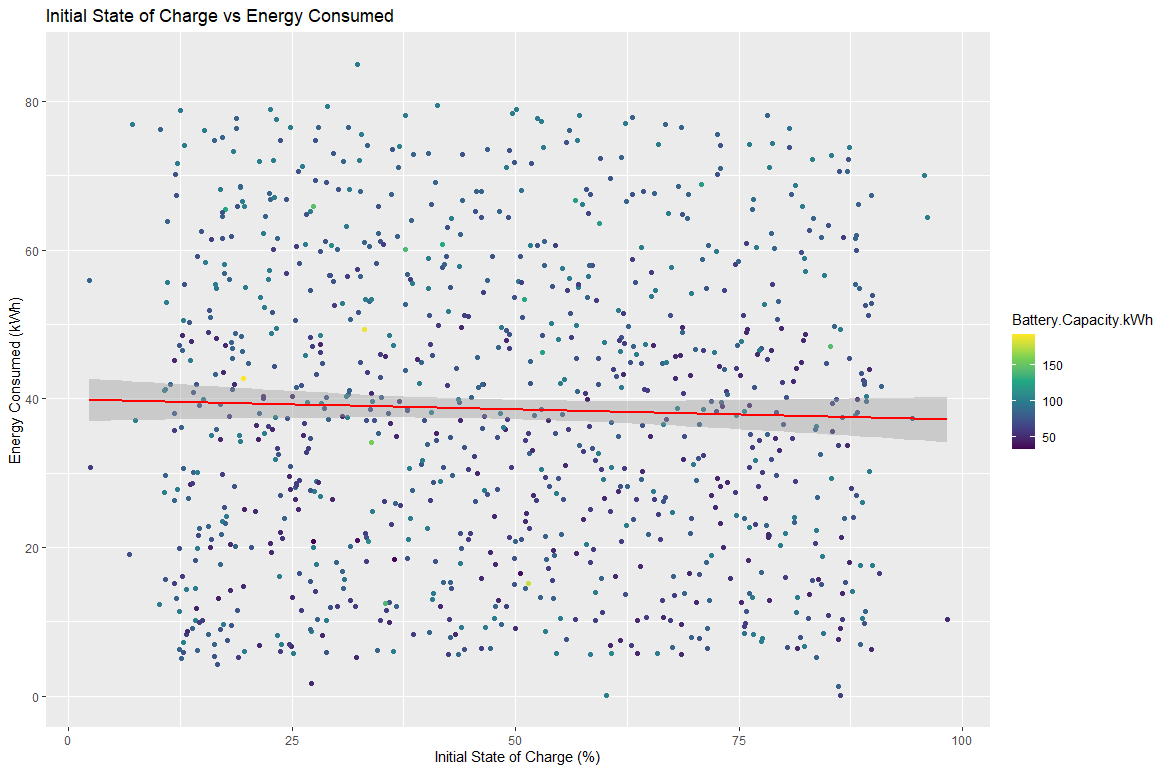 Initial State of Charge vs Energy Consumed
Energy Consumed (kWh)
80
60
40
20
0
0 25 50 75 100
Initial State of Charge (%)
Battery.Capacity.kWh
150
100
50